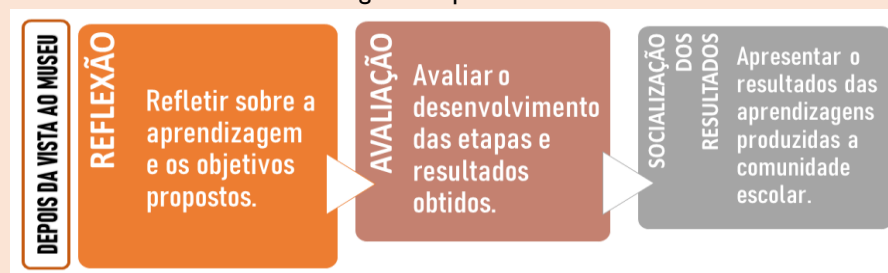 DEPOIS DA VISTA AO MUSEU
REFLEXÃO
Refletir sobre a
aprendizagem
e os objetivos
propostos.
AVALIAÇÃO
Avaliar o
desenvolvimento
das etapas e
resultados
obtidos.
SOCIALIZAÇÃO
DOS
RESULTADOS
Apresentar o
resultados das
aprendizagens
produzidas a
comunidade
escolar.